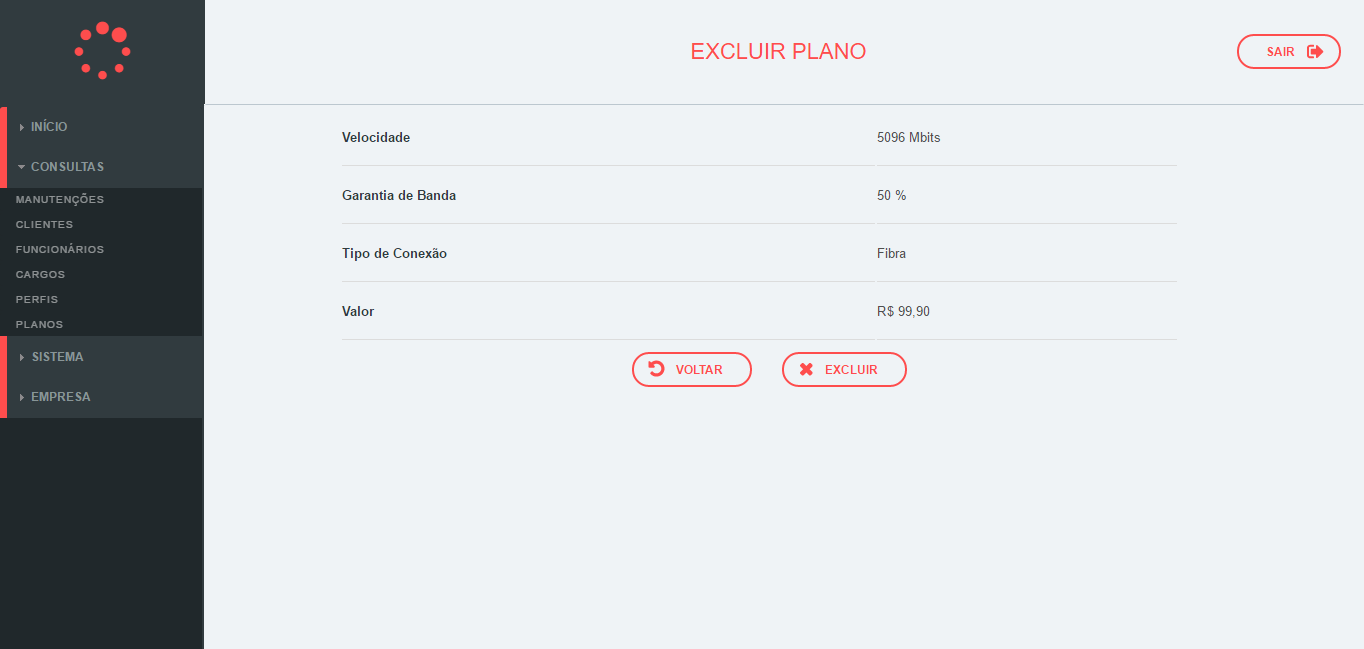 EXCLUIR PLANO
SAIR
INÍCIO
CONSULTAS
MANUTENÇÕES
CLIENTES
FUNCIONÁRIOS
CARGOS
PERFIS
PLANOS
SISTEMA
EMPRESA
Velocidade 5096 Mbits
Garantia de Banda 50 %
Tipo de Conexão Fibra
Valor R$ 99,90
VOLTAR EXCLUIR